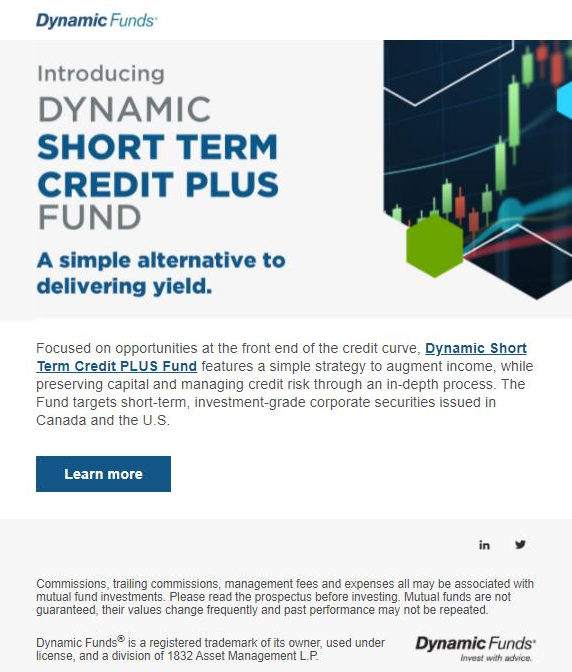 Dynamic Funds®
Introducing
DYNAMIC
SHORT TERM
CREDIT PLUS
FUND
A simple alternative to
delivering yield.
Focused on opportunities at the front end of the credit curve, Dynamic Short
Term Credit PLUS Fund features a simple strategy to augment income, while
preserving capital and managing credit risk through an in-depth process. The
Fund targets short-term, investment-grade corporate securities issued in
Canada and the U.S.
Learn more
in
Commissions, trailing commissions, management fees and expenses all may be associated with
mutual fund investments. Please read the prospectus before investing. Mutual funds are not
guaranteed, their values change frequently and past performance may not be repeated.
Dynamic Funds® is a registered trademark of its owner, used under
license, and a division of 1832 Asset Management L.P.
Dynamic Funds®
Invest with advice.